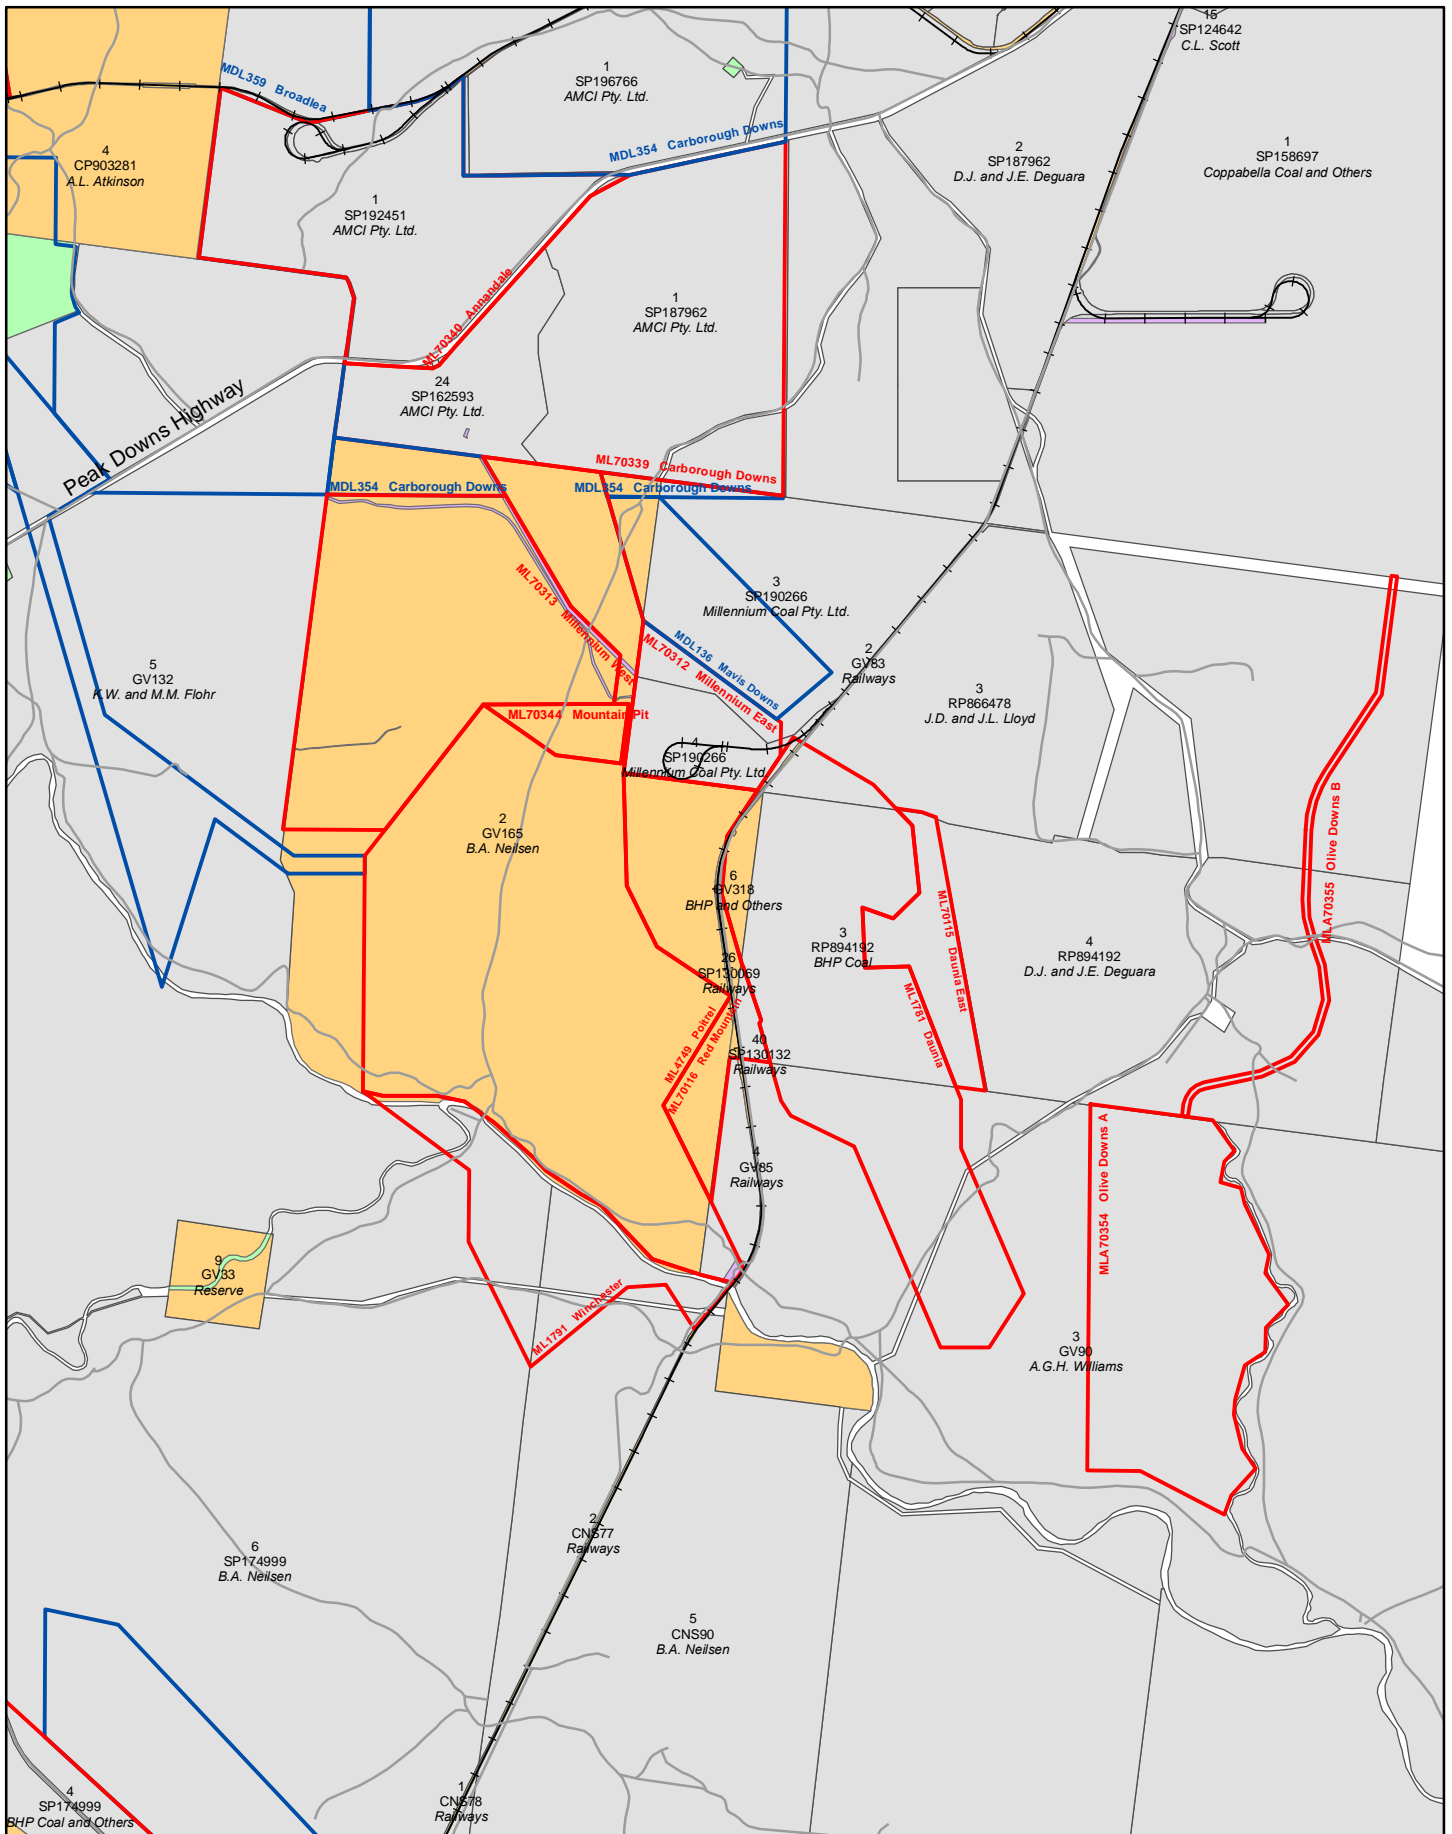 15
SP124642
C.L. Scott
MDL359 Broadlea
1
SP196766
AMCI Pty. Ltd.
MDL354 Carborough Downs
4
CP903281
A.L. Atkinson
2
SP187962
D.J. and J.E. Deguara
1
SP158697
Coppabella Coal and Others
1
SP192451
AMCI Pty. Ltd.
ML70340 Annandale
1
SP187962
AMCI Pty. Ltd.
24
SP162593
AMCI Pty. Ltd.
Peak Downs Highway
ML70339 Carborough Downs
MDL354 Carborough Downs
MDL354 Carborough Downs
ML70313 Millennium West
3
SP190266
Millennium Coal Pty. Ltd.
MDL136 Mavis Downs
ML70312 Millennium East
2
GV83
Railways
5
GV132
K.W. and M.M. Flohr
3
RP866478
J.D. and J.L. Lloyd
ML70344 Mountain Pit
4
SP190266
Millennium Coal Pty. Ltd.
2
GV165
B.A. Neilsen
MLA70355 Olive Downs B
6
GV318
BHP and Others
3
RP894192
BHP Coal
ML70115 Daunia East
4
RP894192
D.J. and J.E. Deguara
26
SP130069
Railways
ML1781 Daunia
ML4749 Poitrel
ML70116 Red Mountain
40
SP130132
Railways
4
GV85
Railways
MLA70354 Olive Downs A
9
GV33
Reserve
ML1791 Winchester
3
GV90
A.G.H. Williams
2
CNS77
Railways
6
SP174999
B.A. Neilsen
5
CNS90
B.A. Neilsen
4
SP174999
BHP Coal and Others
1
CNS78
Railways